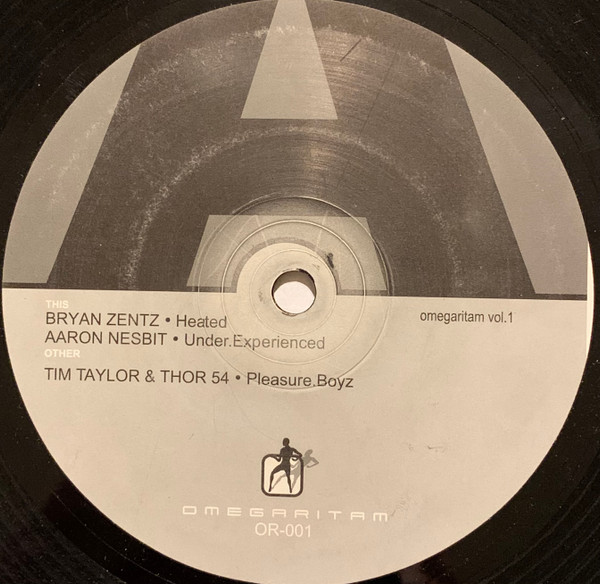 THIS
BRYAN ZENTZ • Heated
AARON NESBIT • Under.Experienced
omegaritam vol.1
OTHER
TIM TAYLOR & THOR 54 • Pleasure.Boyz
OMEGARITAM
OR-001